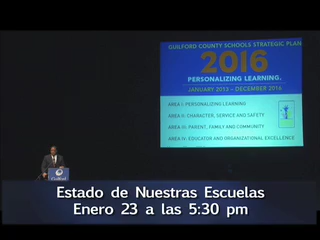 GUILFORD COUNTY SCHOOLS STRATEGIC PLAN
2016
PERSONALIZING LEARNING.
JANUARY 2013 – DECEMBER 2016
AREA I: PERSONALIZING LEARNING
AREA II: CHARACTER, SERVICE AND SAFETY
AREA III: PARENT, FAMILY AND COMMUNITY
AREA IV: EDUCATOR AND ORGANIZATIONAL EXCELLENCE
Guilford
Estado de Nuestras Escuelas
Enero 23 a las 5:30 pm